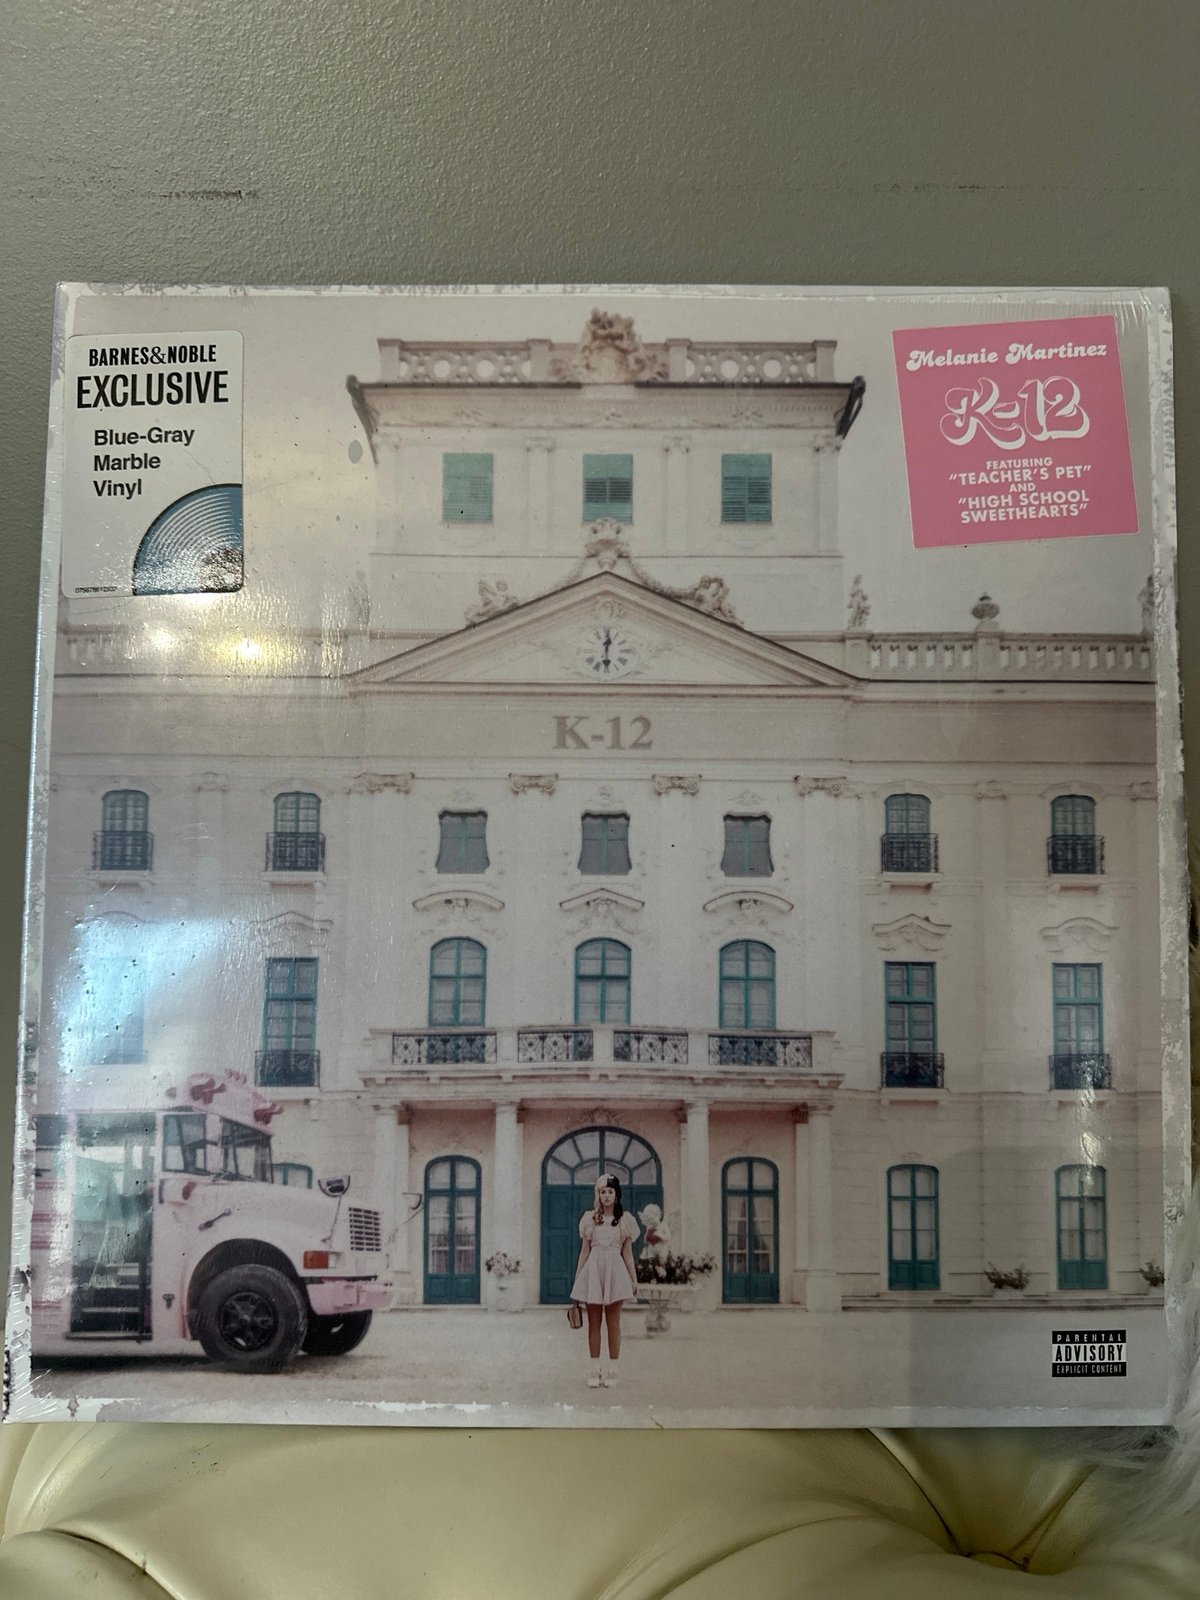 BARNES&NOBLE
EXCLUSIVE
Blue-Gray
Marble
Vinyl
Melanie Martinez
K-12
FEATURING
"TEACHER'S PET"
AND
"HIGH SCHOOL
SWEETHEARTS"
K-12
PARENTAL
ADVISORY
EXPLICIT CONTENT